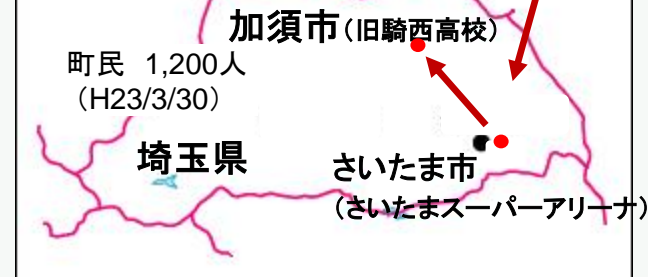 加須市(旧騎西高校)
町民 1,200人
（H23/3/30）
埼玉県
さいたま市
(さいたまスーパーアリーナ)